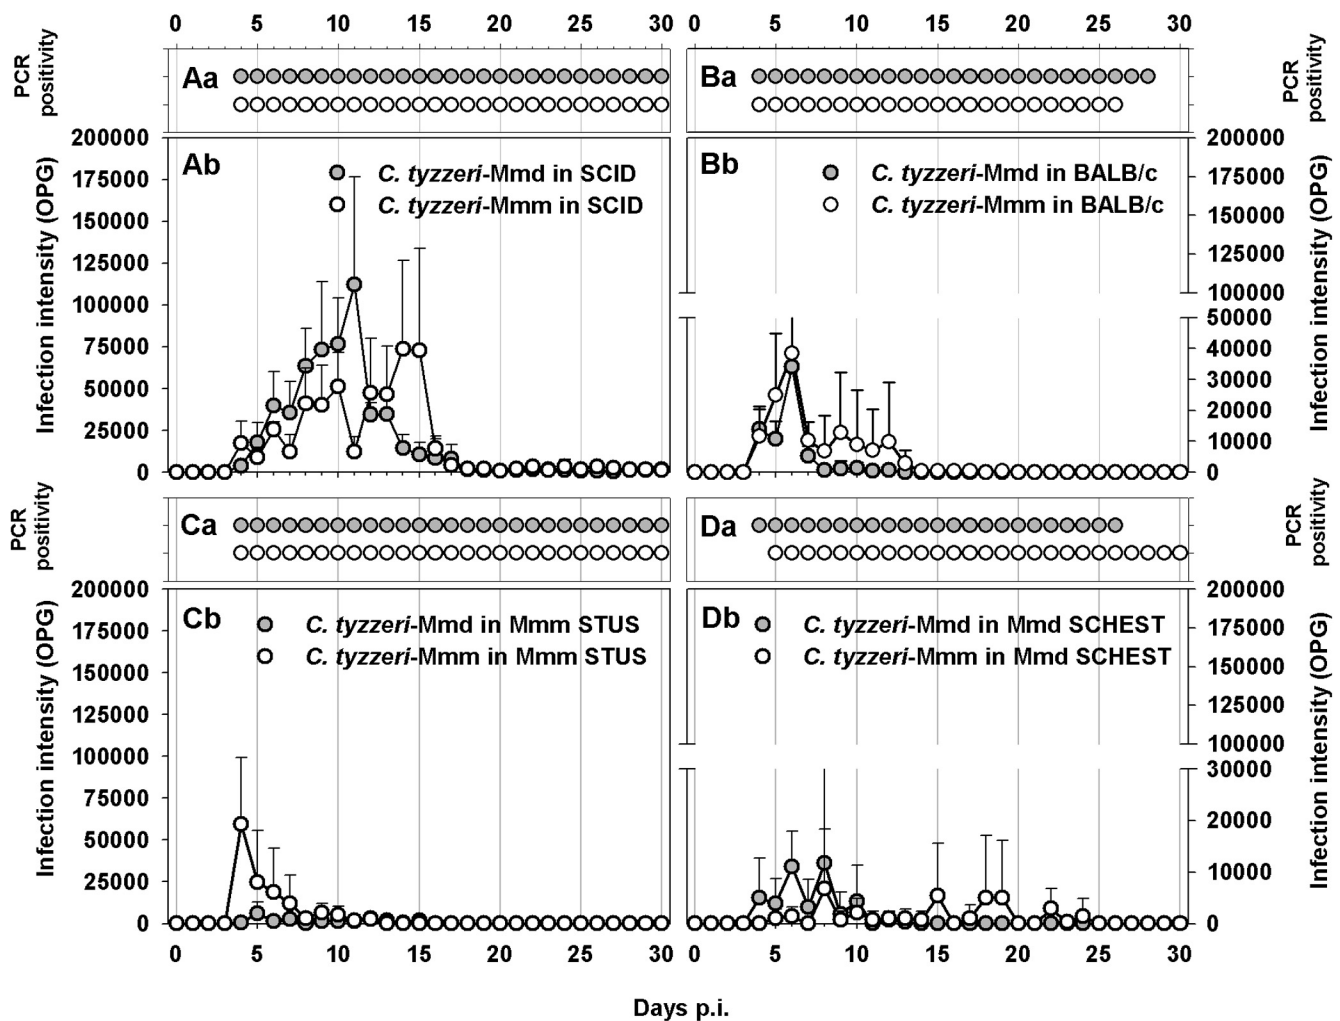 0 5 10 15 20 25 30 0 5 10 15 20 25 30
PCR positivity
Aa
Ba
PCR positivity
200000
175000
150000
125000
100000
75000
50000
25000
0
Infection intensity (OPG)
Ab
C. tyzzeri-Mmd in SCID
C. tyzzeri-Mmm in SCID
Bb
C. tyzzeri-Mmd in BALB/c
C. tyzzeri-Mmm in BALB/c
200000
175000
150000
125000
100000
50000
40000
30000
20000
10000
0
Infection intensity (OPG)
PCR positivity
Ca
Da
PCR positivity
200000
175000
150000
125000
100000
75000
50000
25000
0
Infection intensity (OPG)
Cb
C. tyzzeri-Mmd in Mmm STUS
C. tyzzeri-Mmm in Mmm STUS
Db
C. tyzzeri-Mmd in Mmd SCHEST
C. tyzzeri-Mmm in Mmd SCHEST
200000
175000
150000
125000
100000
30000
20000
10000
0
Infection intensity (OPG)
0 5 10 15 20 25 30 0 5 10 15 20 25 30
Days p.i.